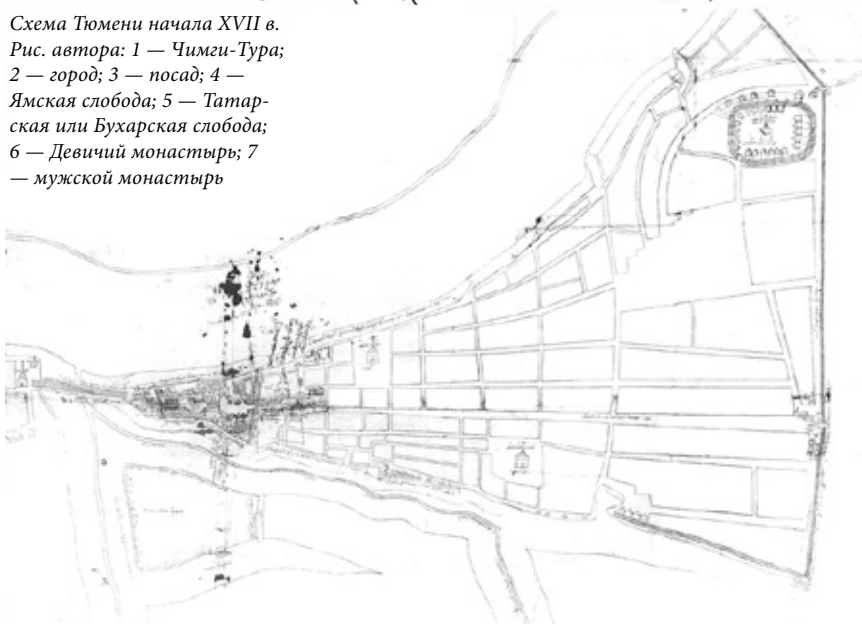 Схема Тюмени начала XVII в.
Рис. автора: 1 — Чимги-Тура;
2 — город; 3 — посад; 4 —
Ямская слобода; 5 — Татар-
ская или Бухарская слобода;
6 — Девичий монастырь; 7
— мужской монастырь